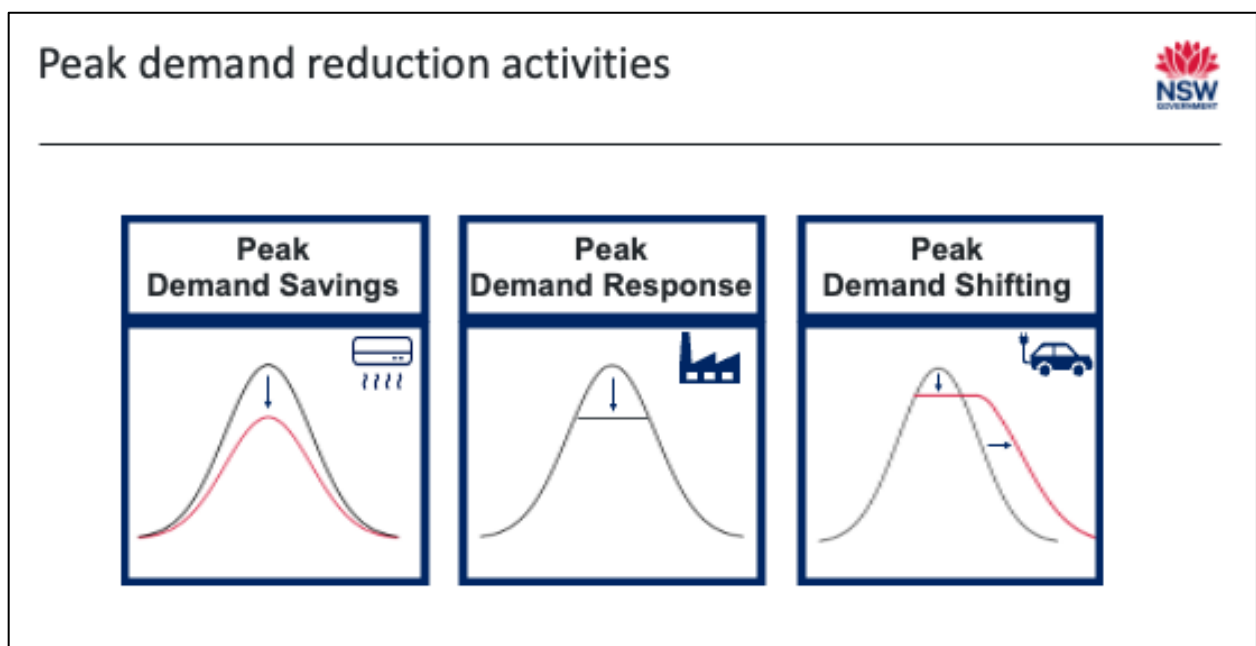 Peak demand reduction activities
NSW
GOVERNMENT
Peak
Demand Savings
Peak
Demand Response
Peak
Demand Shifting